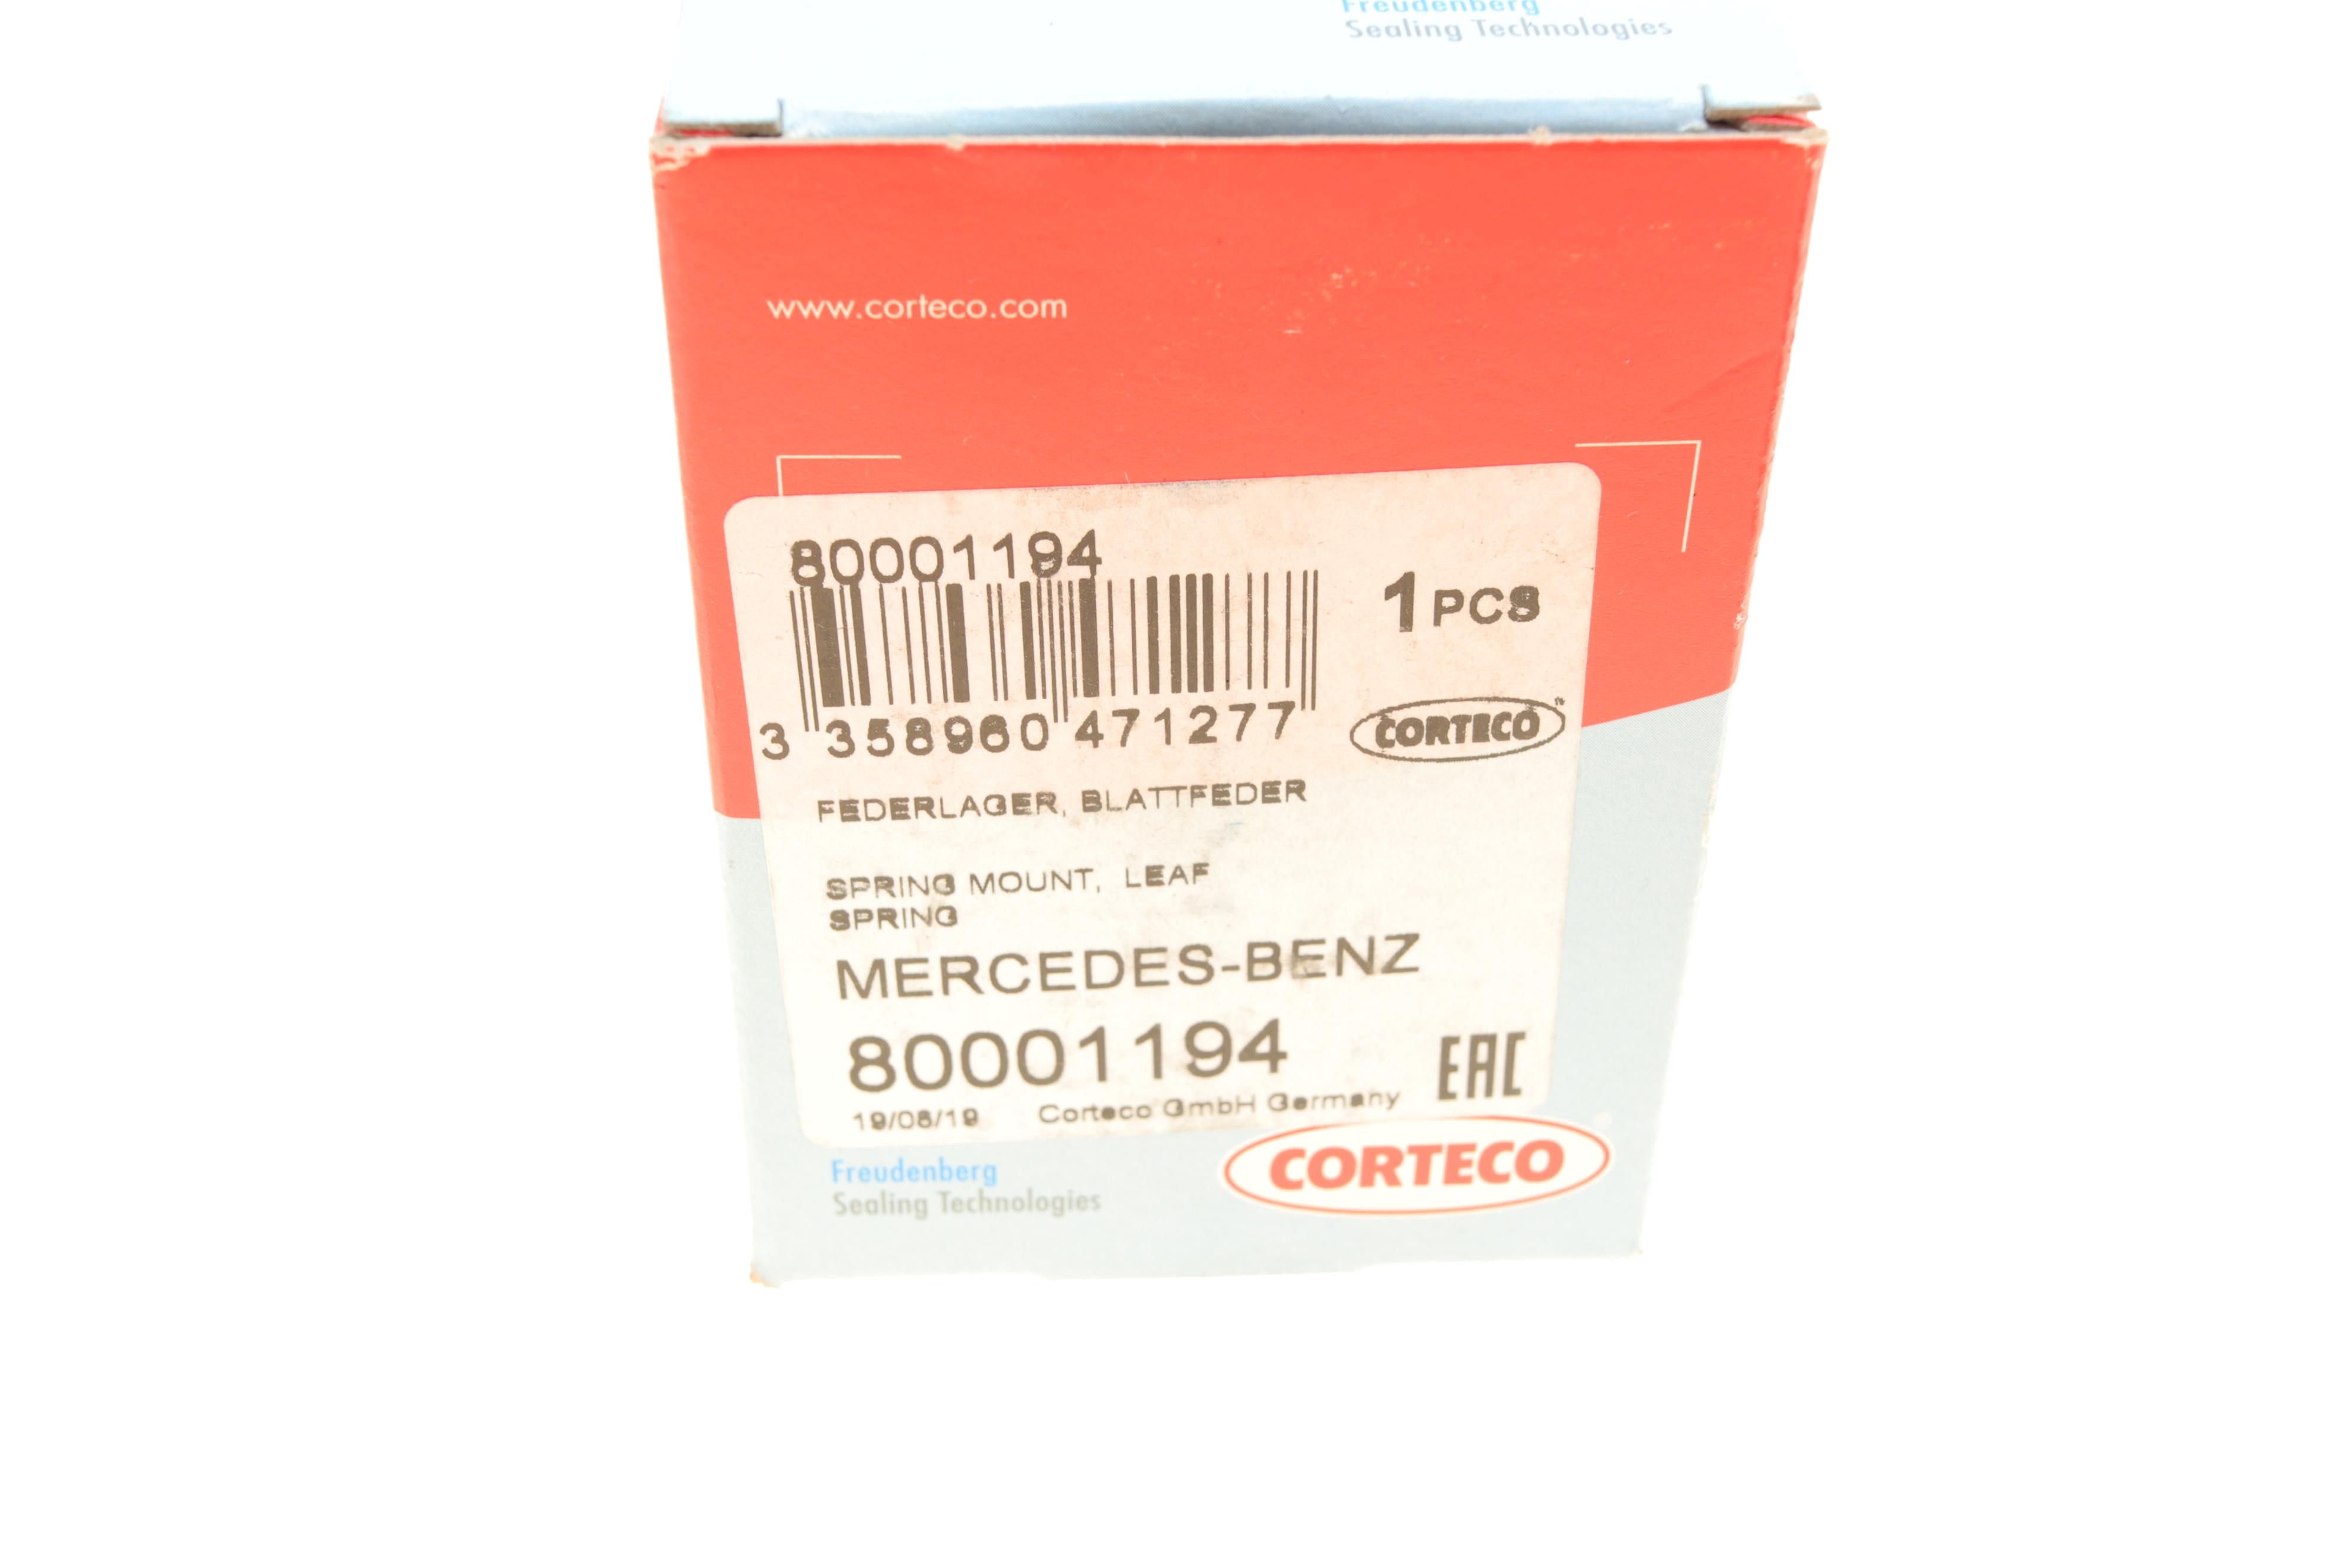 Freudenberg
Sealing Technologies
www.corteco.com
80001194
1 PCS
3 358960 471277
CORTECO™
FEDERLAGER, BLATTFEDER
SPRING MOUNT, LEAF
SPRING
MERCEDES-BENZ
80001194
EAC
19/08/19 Corteco GmbH Germany
CORTECO
Freudenberg
Sealing Technologies